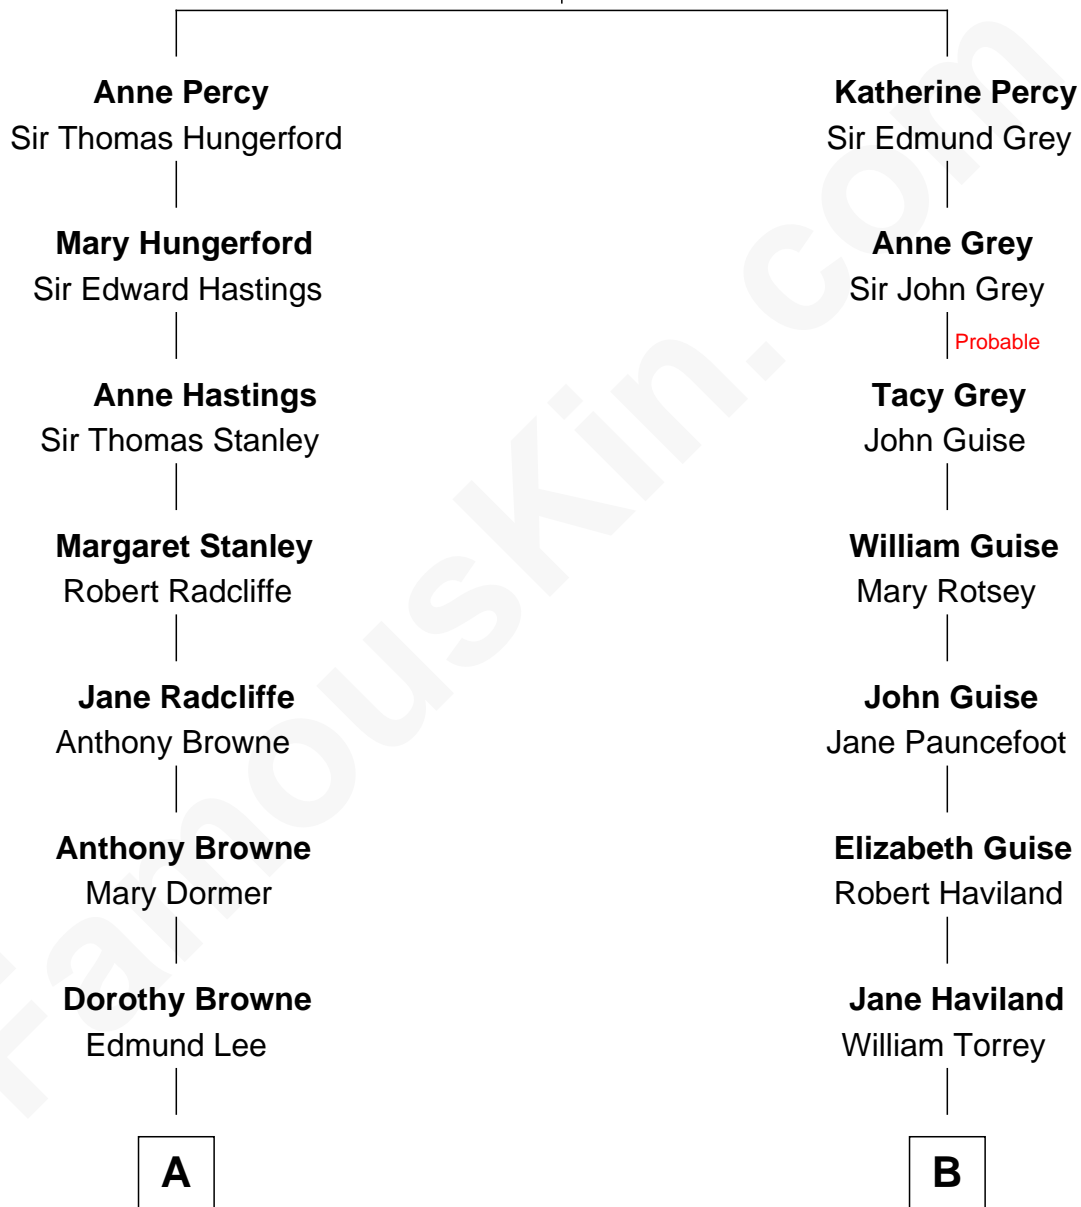 Anne Percy
Sir Thomas Hungerford
Katherine Percy
Sir Edmund Grey
Mary Hungerford
Sir Edward Hastings
Anne Grey
Sir John Grey
Probable
Anne Hastings
Sir Thomas Stanley
Tacy Grey
John Guise
Margaret Stanley
Robert Radcliffe
William Guise
Mary Rotsey
Jane Radcliffe
Anthony Browne
John Guise
Jane Pauncefoot
Anthony Browne
Mary Dormer
Elizabeth Guise
Robert Haviland
Dorothy Browne
Edmund Lee
Jane Haviland
William Torrey
A
B
FamousKin.com